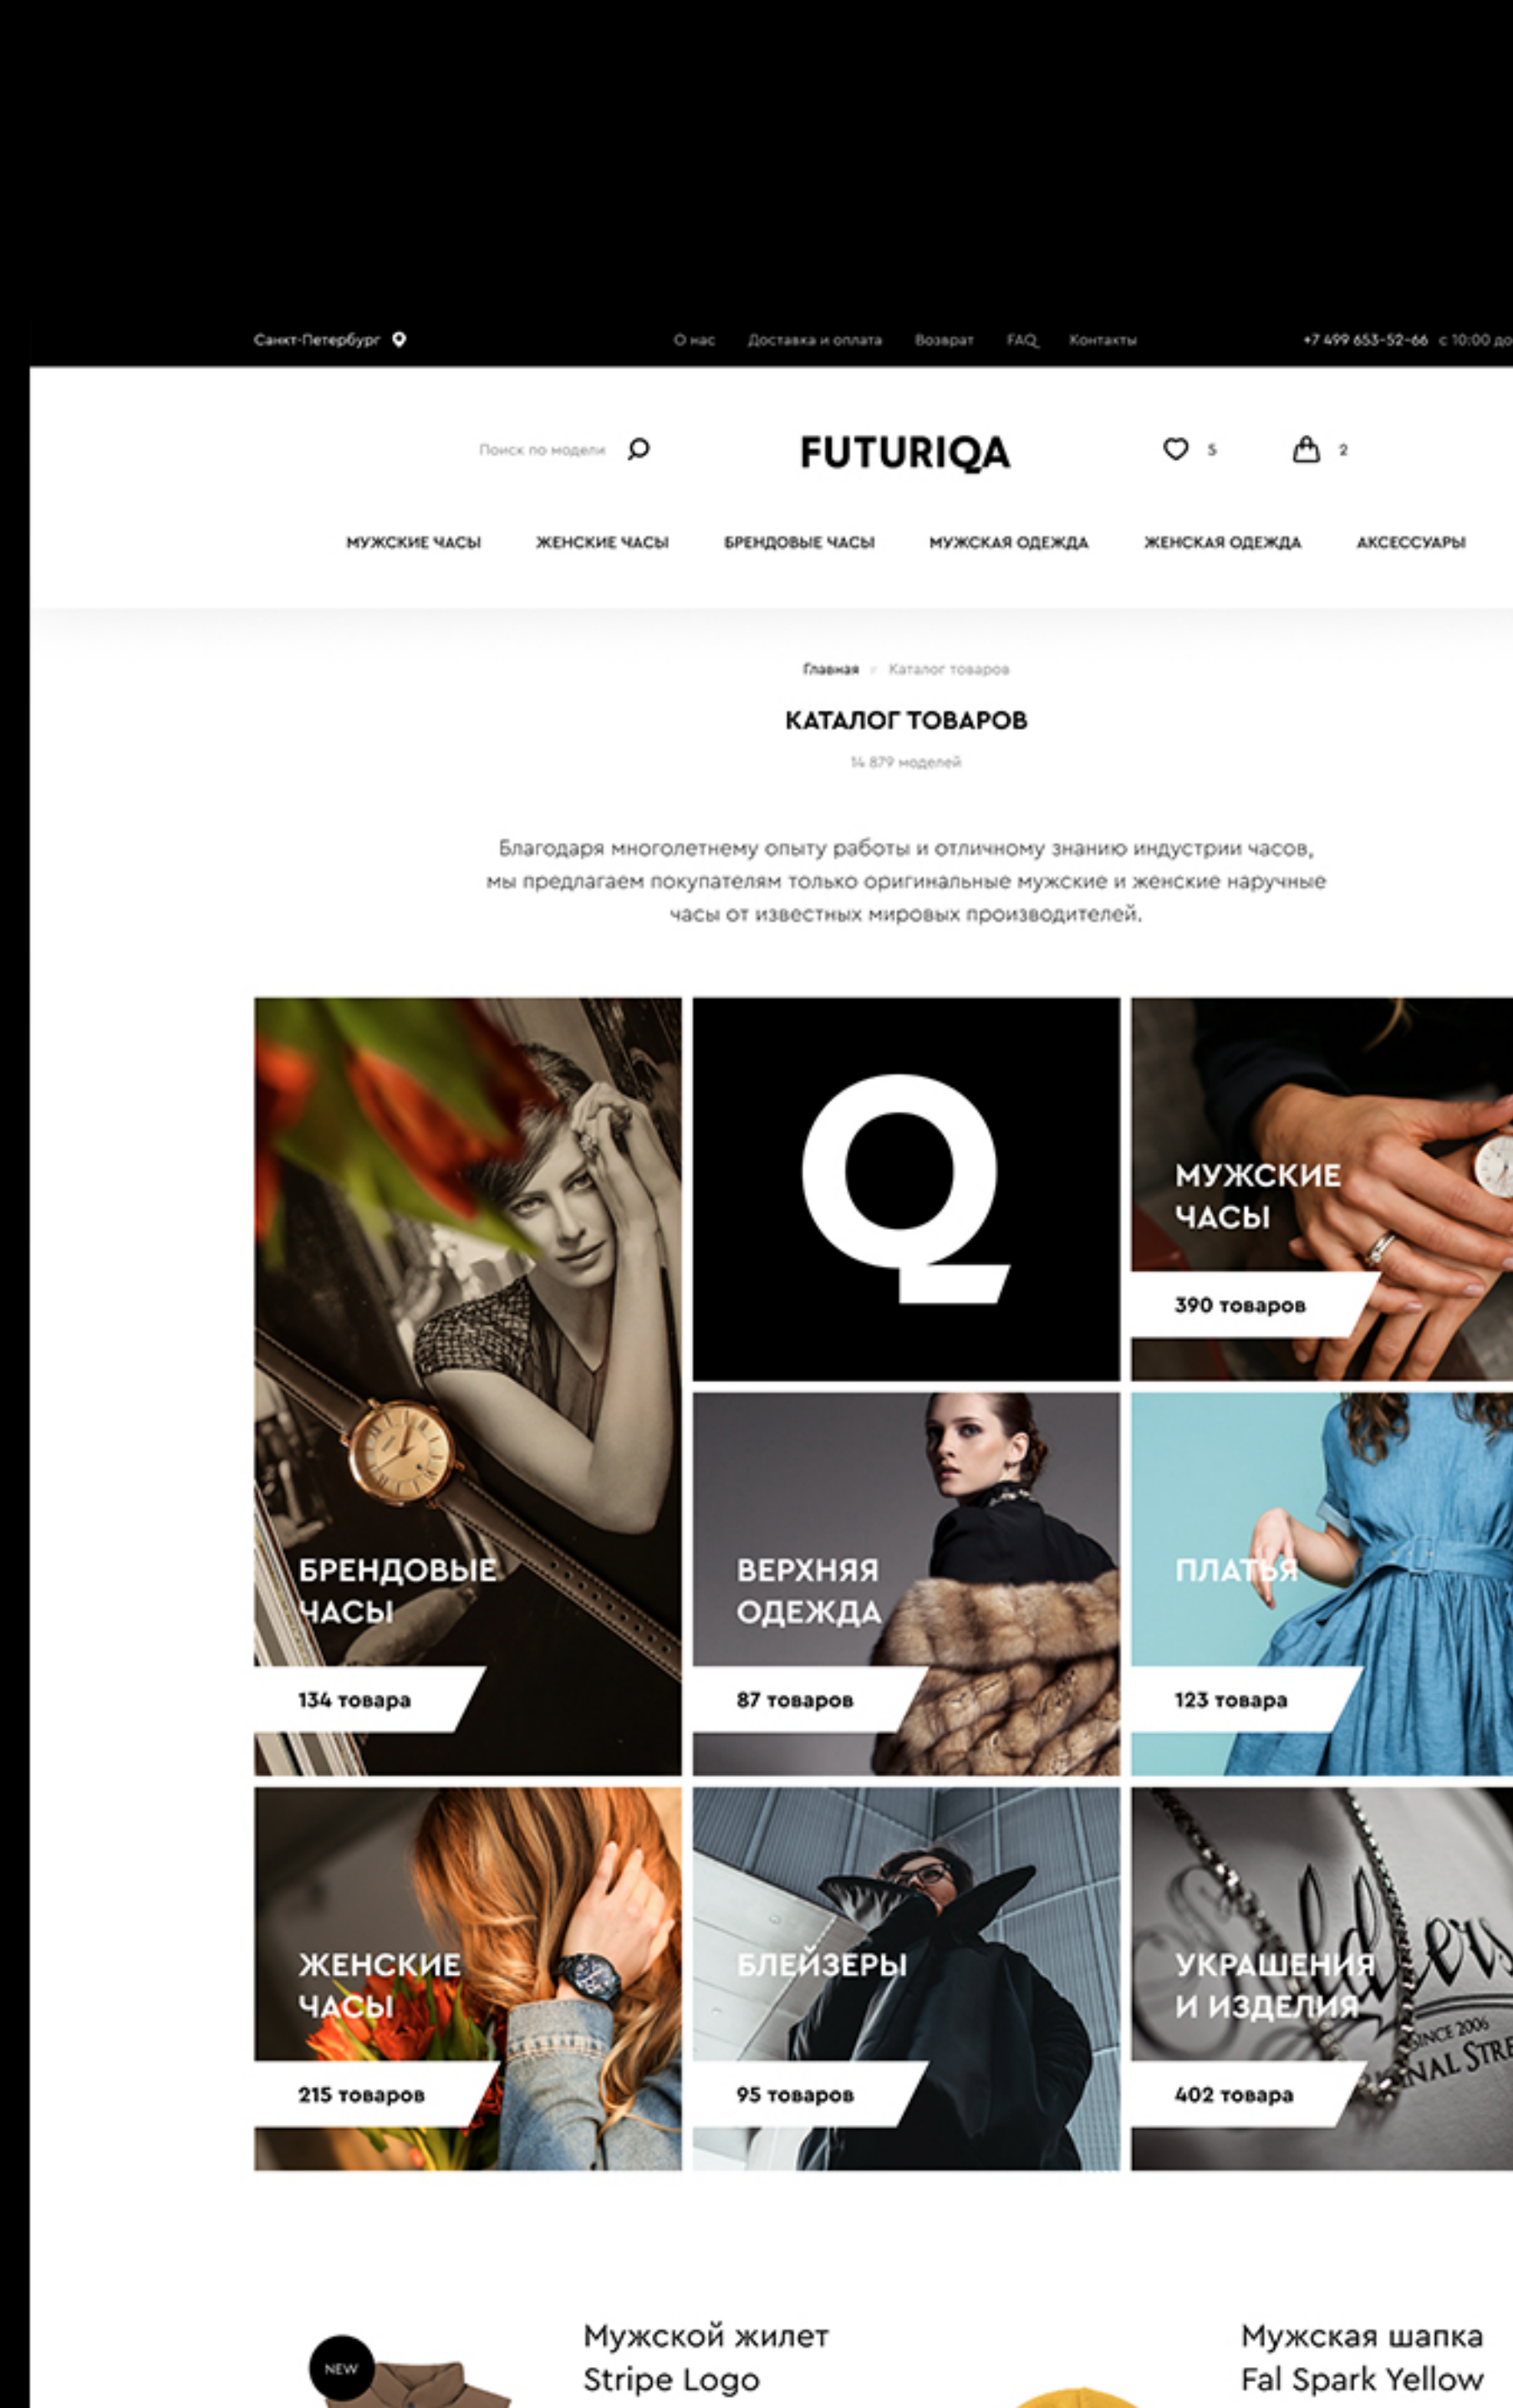 Санкт-Петербург
О нас Доставка и оплата Возврат FAQ Контакты
+7 499 653-52-66 с 10:00 до
Поиск по модели
FUTURIQA
5
2
МУЖСКИЕ ЧАСЫ ЖЕНСКИЕ ЧАСЫ БРЕНДОВЫЕ ЧАСЫ МУЖСКАЯ ОДЕЖДА ЖЕНСКАЯ ОДЕЖДА АКСЕССУАРЫ
Главная Каталог товаров
КАТАЛОГ ТОВАРОВ
14 879 моделей
Благодаря многолетнему опыту работы и отличному знанию индустрии часов,
мы предлагаем покупателям только оригинальные мужские и женские наручные
часы от известных мировых производителей.
Q
МУЖСКИЕ
ЧАСЫ
390 товаров
БРЕНДОВЫЕ
ЧАСЫ
134 товара
ВЕРХНЯЯ
ОДЕЖДА
87 товаров
ПЛАТЬЯ
123 товара
ЖЕНСКИЕ
ЧАСЫ
215 товаров
БЛЕЙЗЕРЫ
95 товаров
УКРАШЕНИЯ
И ИЗДЕЛИЯ
SINCE 2006
402 товара
NEW
Мужской жилет
Stripe Logo
Мужская шапка
Fal Spark Yellow